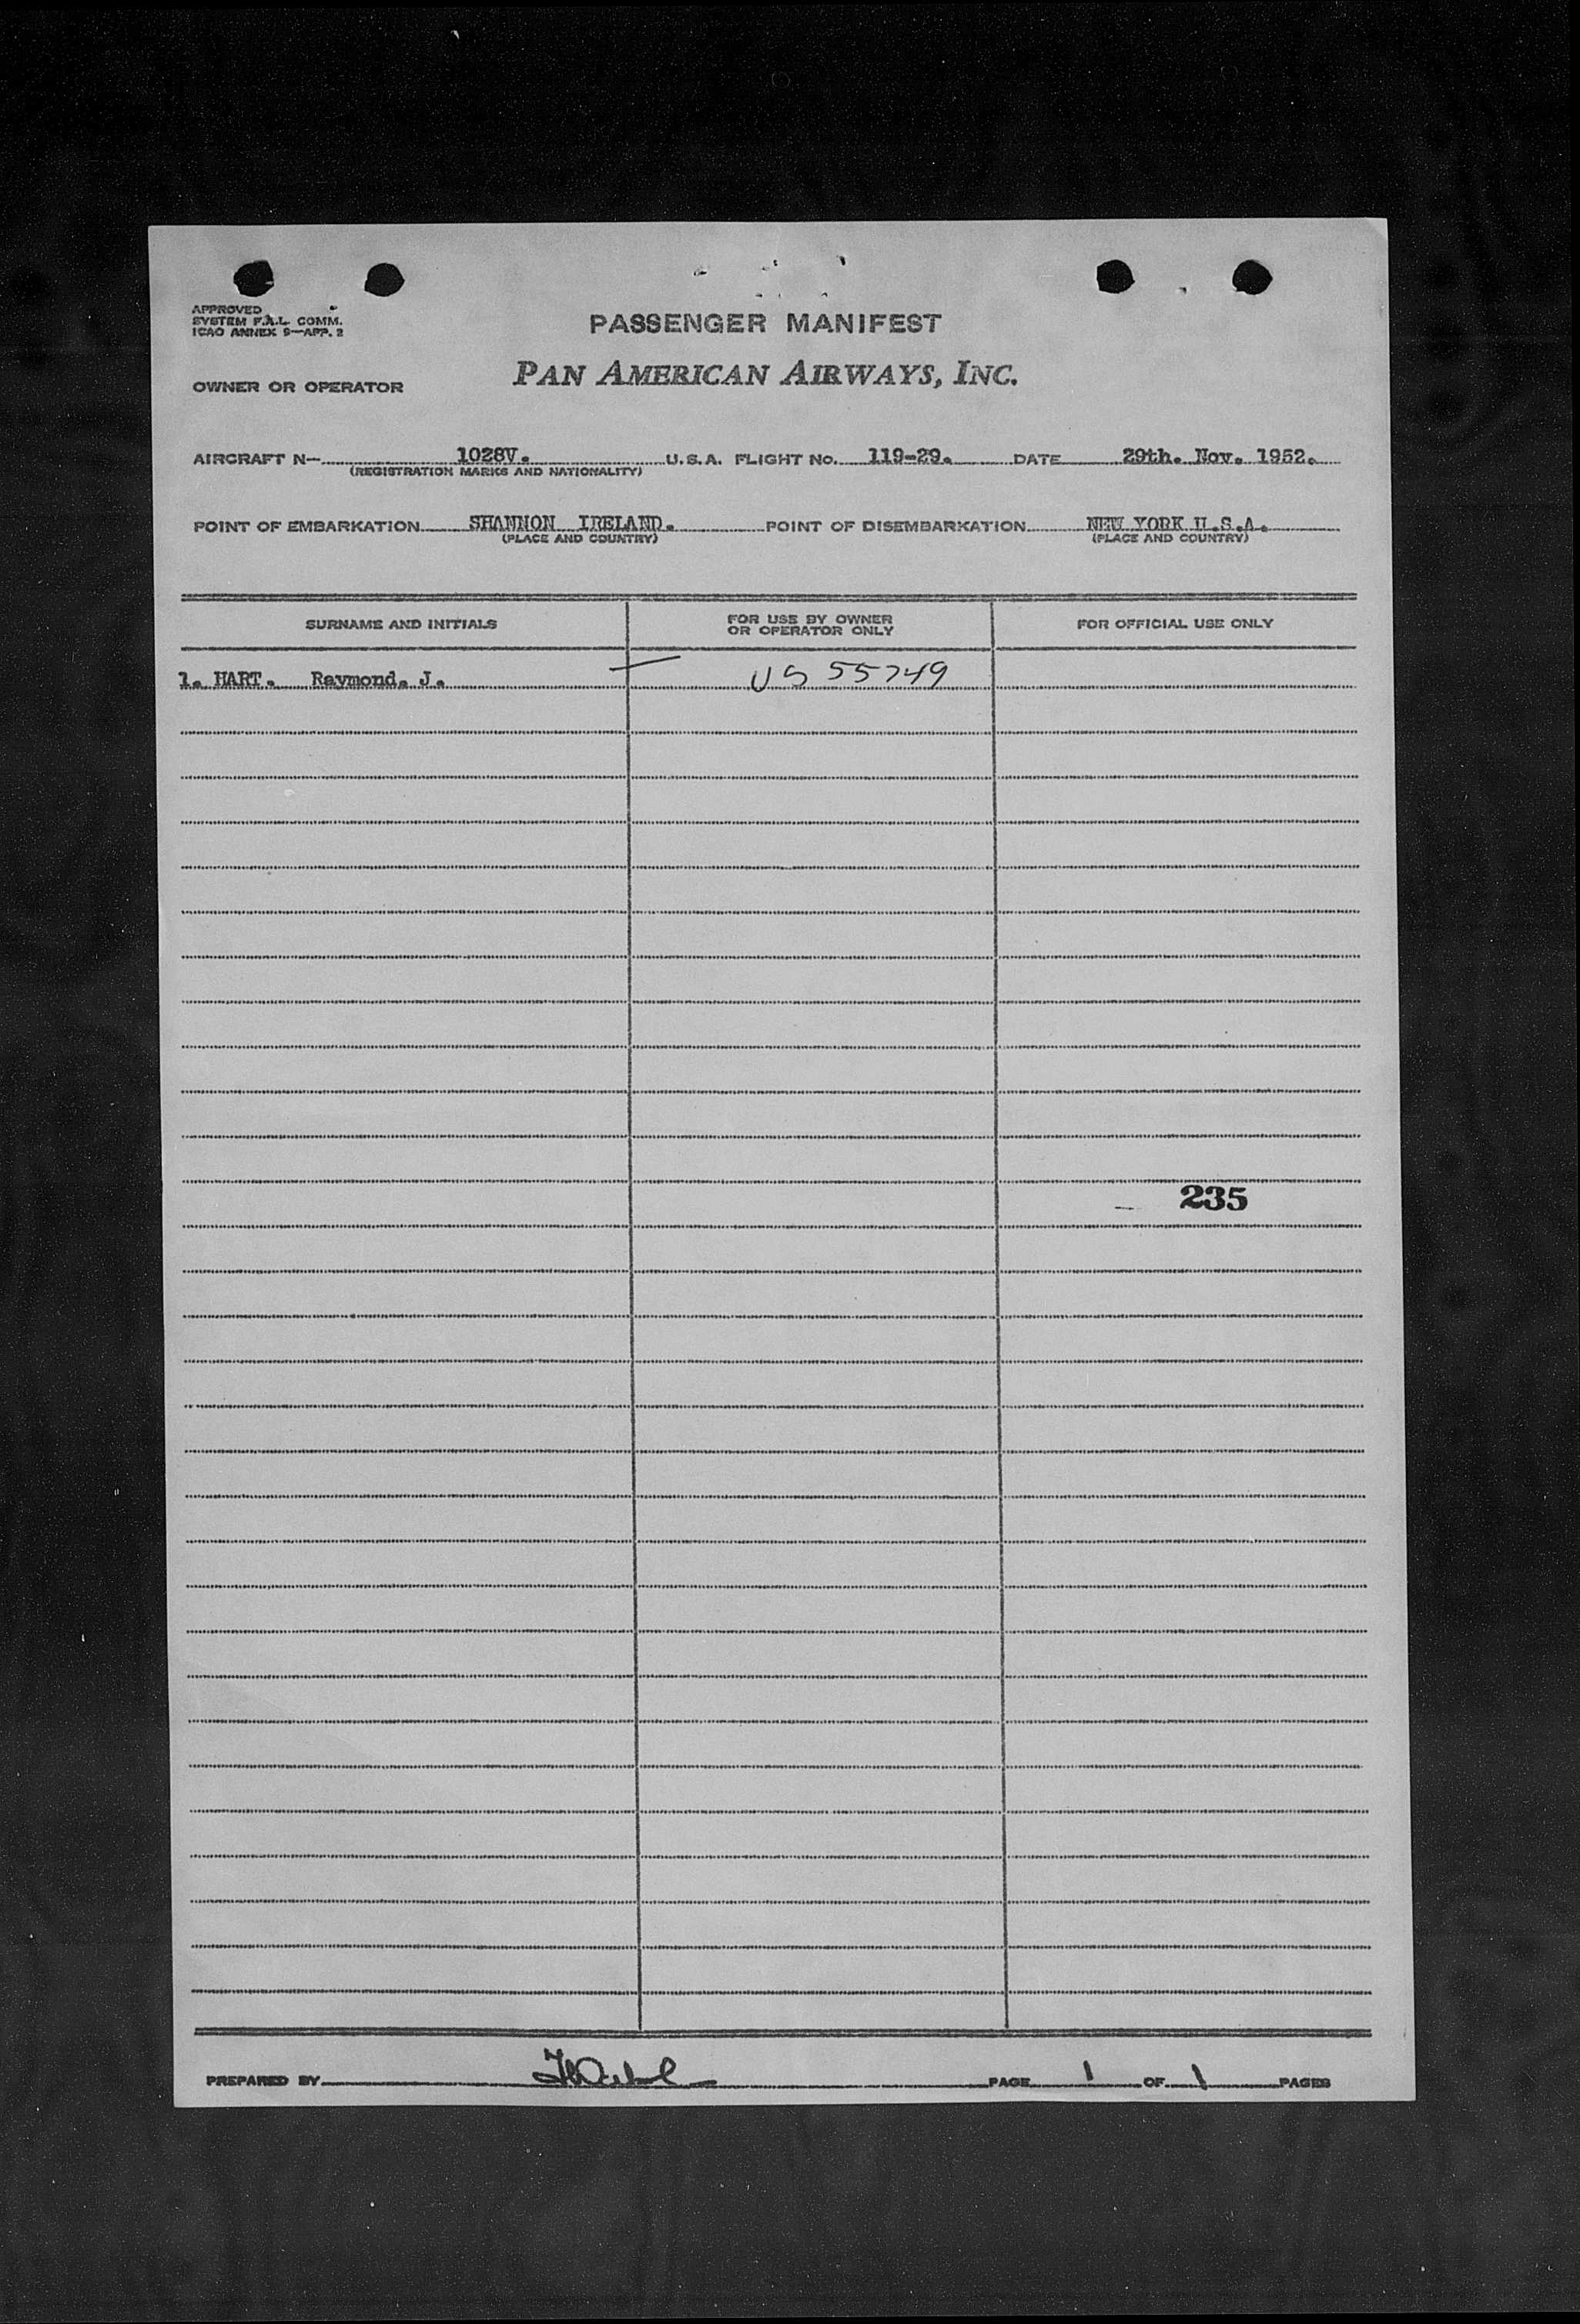 APPROVED
SYSTEM F.A.L. COMM.
ICAO ANNEX 9—APP. 2
PASSENGER MANIFEST
OWNER OR OPERATOR PAN AMERICAN AIRWAYS, INC.
AIRCRAFT N— 1028V. U.S.A. FLIGHT No. 119-29. DATE 29th. Nov. 1952.
(REGISTRATION MARKS AND NATIONALITY)
POINT OF EMBARKATION SHANNON IRELAND. POINT OF DISEMBARKATION NEW YORK U.S.A.
(PLACE AND COUNTRY) (PLACE AND COUNTRY)
SURNAME AND INITIALS
FOR USE BY OWNER
OR OPERATOR ONLY
FOR OFFICIAL USE ONLY
1. HART. Raymond. J. US 55749
235
PREPARED BY PAGE 1 OF 1 PAGES